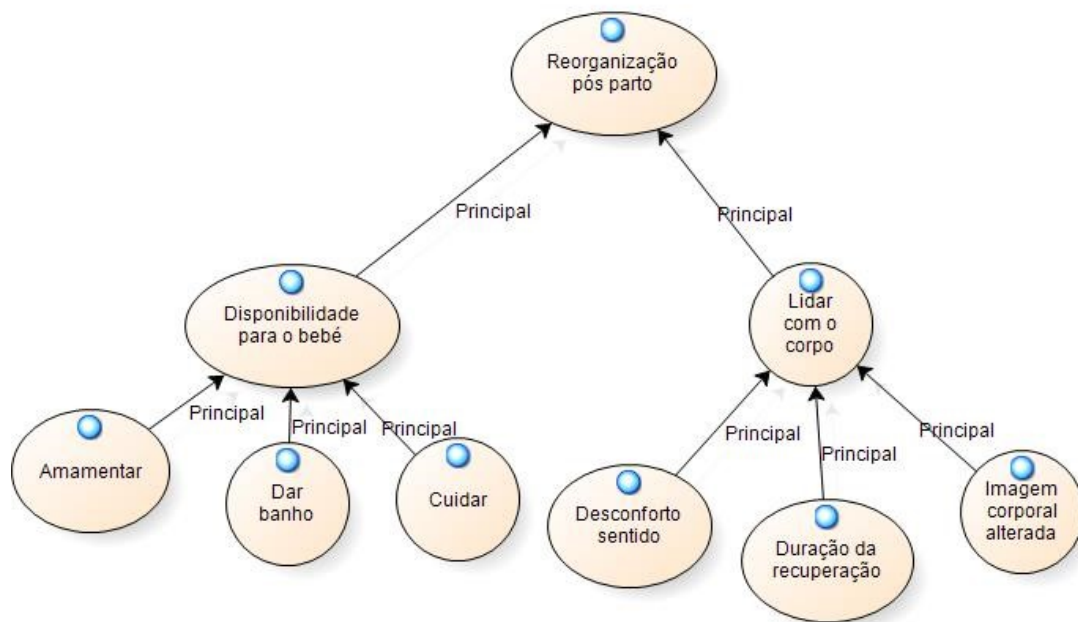 Reorganização
pós parto
Principal
Principal
Disponibilidade
para o bebé
Lidar
com o
corpo
Principal
Principal
Principal
Principal
Principal
Principal
Amamentar
Dar
banho
Cuidar
Desconforto
sentido
Duração da
recuperação
Imagem
corporal
alterada